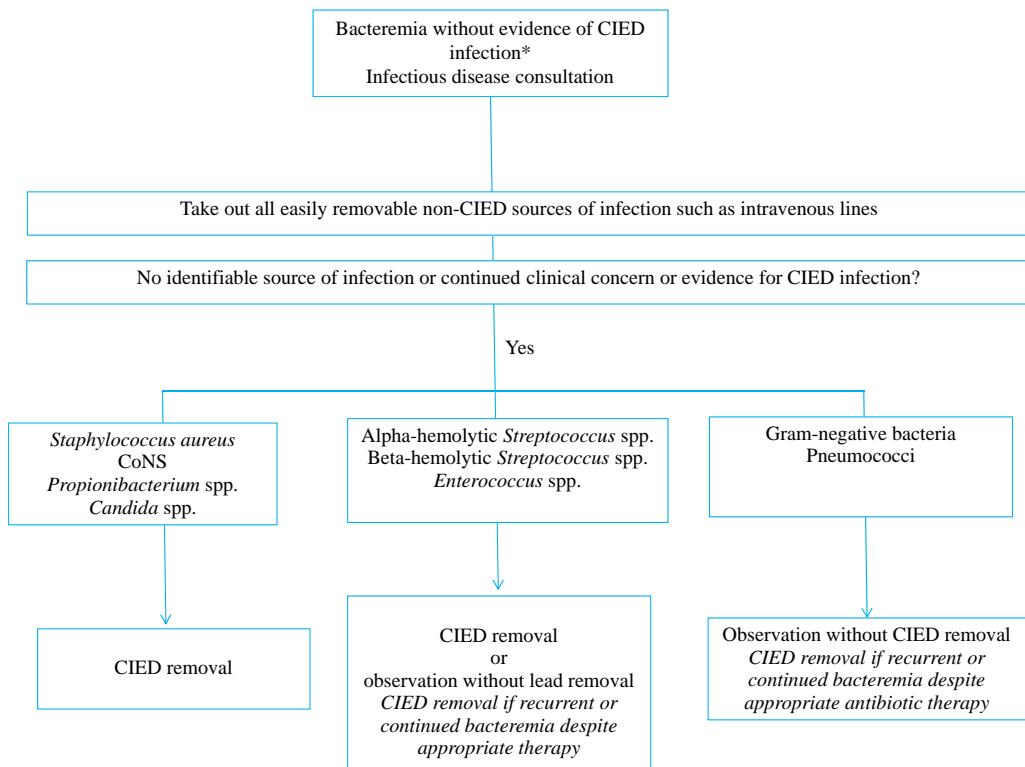 Bacteremia without evidence of CIED
infection*
Infectious disease consultation
Take out all easily removable non-CIED sources of infection such as intravenous lines
No identifiable source of infection or continued clinical concern or evidence for CIED infection?
Yes
Staphylococcus aureus
CoNS
Propionibacterium spp.
Candida spp.
Alpha-hemolytic Streptococcus spp.
Beta-hemolytic Streptococcus spp.
Enterococcus spp.
Gram-negative bacteria
Pneumococci
CIED removal
CIED removal
or
observation without lead removal
CIED removal if recurrent or
continued bacteremia despite
appropriate therapy
Observation without CIED removal
CIED removal if recurrent or
continued bacteremia despite
appropriate antibiotic therapy